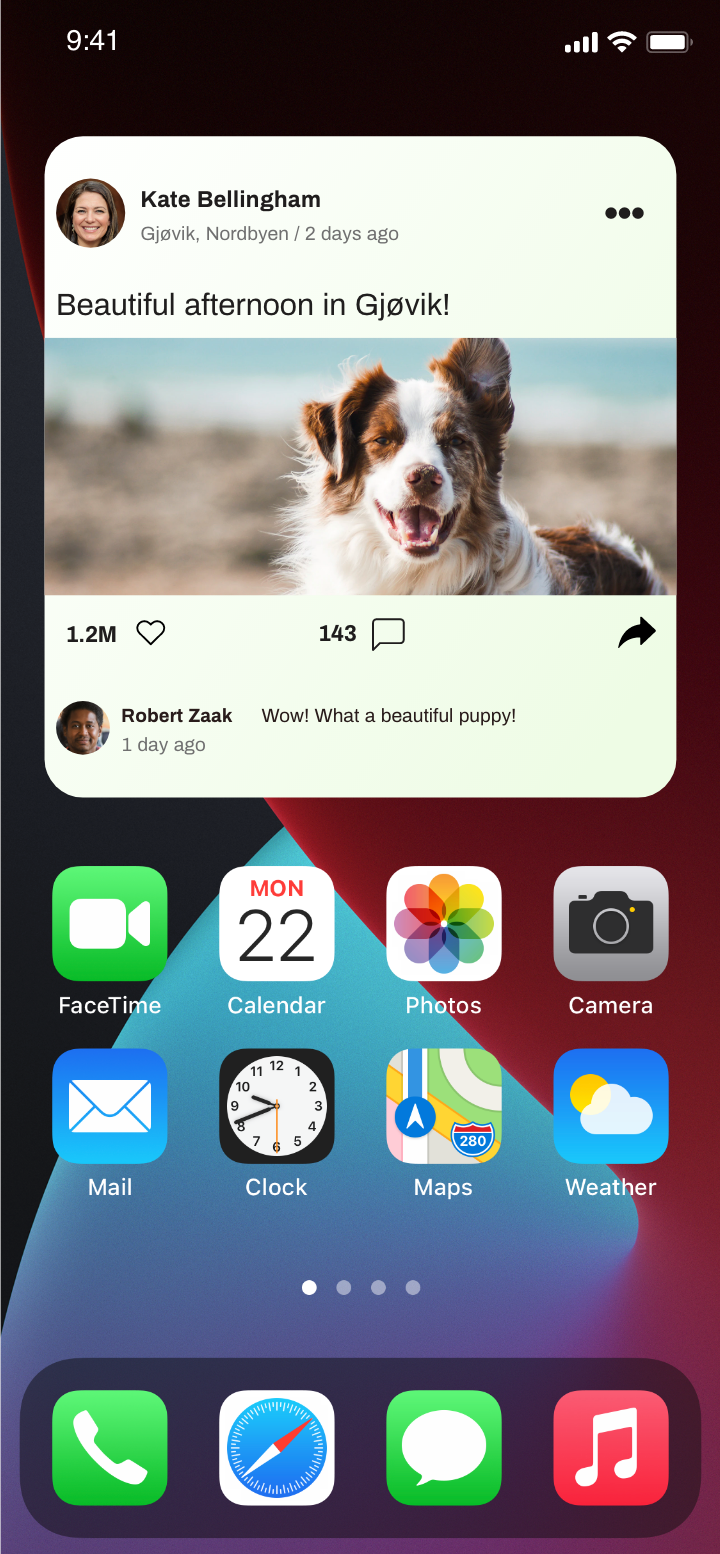 9:41
Kate Bellingham
Gjøvik, Nordbyen / 2 days ago
Beautiful afternoon in Gjøvik!
1.2M
143
Robert Zaak Wow! What a beautiful puppy!
1 day ago
MON
22
FaceTime Calendar Photos Camera
12
11 1
10 2
9 3
8 4
7 5
6
280
Mail Clock Maps Weather